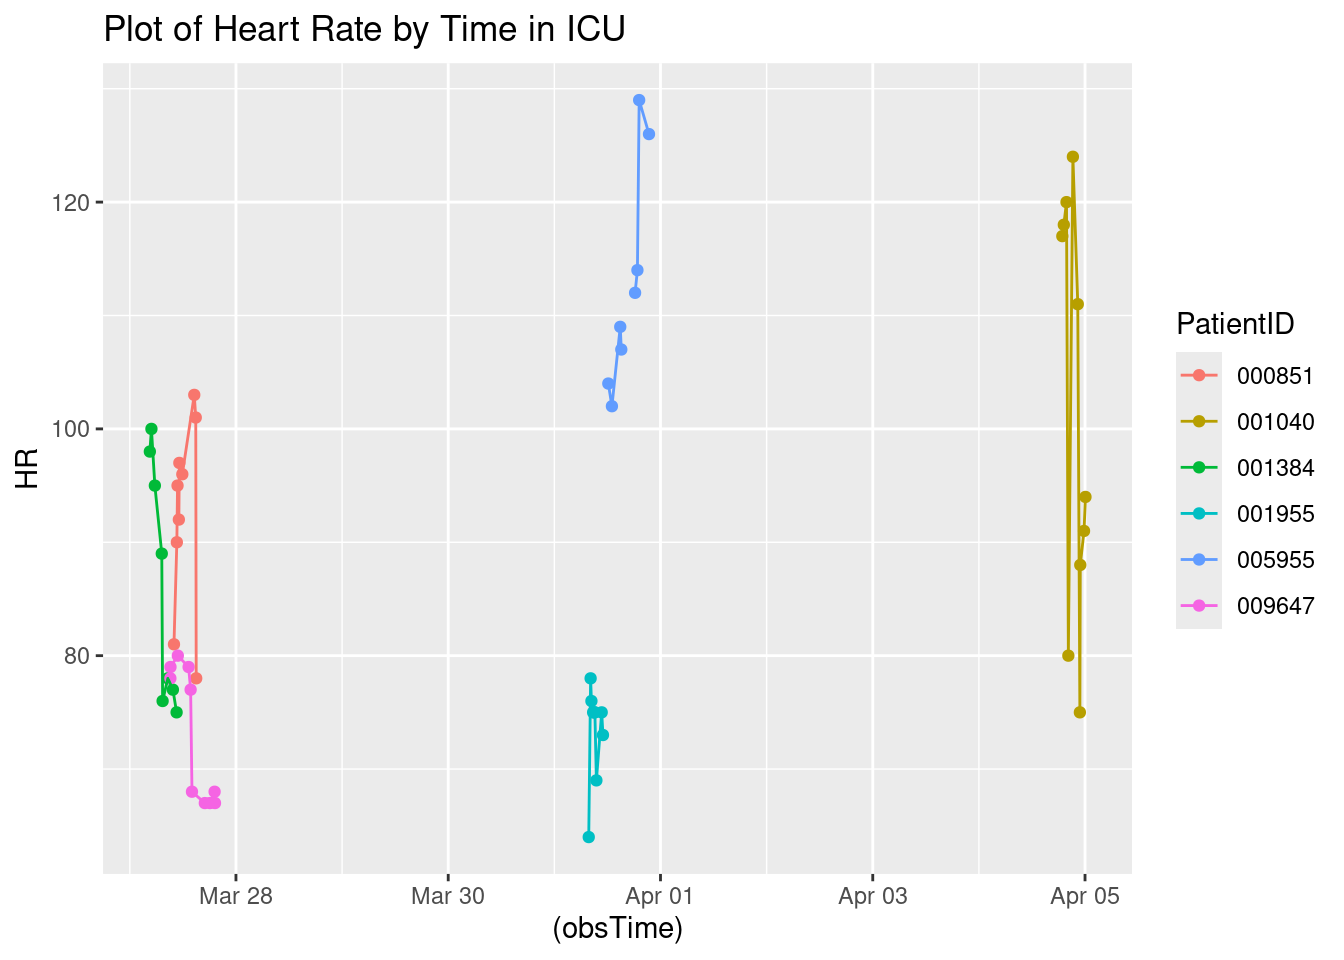 Plot of Heart Rate by Time in ICU
HR
120
100
80
Mar 28
Mar 30
Apr 01
Apr 03
Apr 05
(obsTime)
PatientID
000851
001040
001384
001955
005955
009647